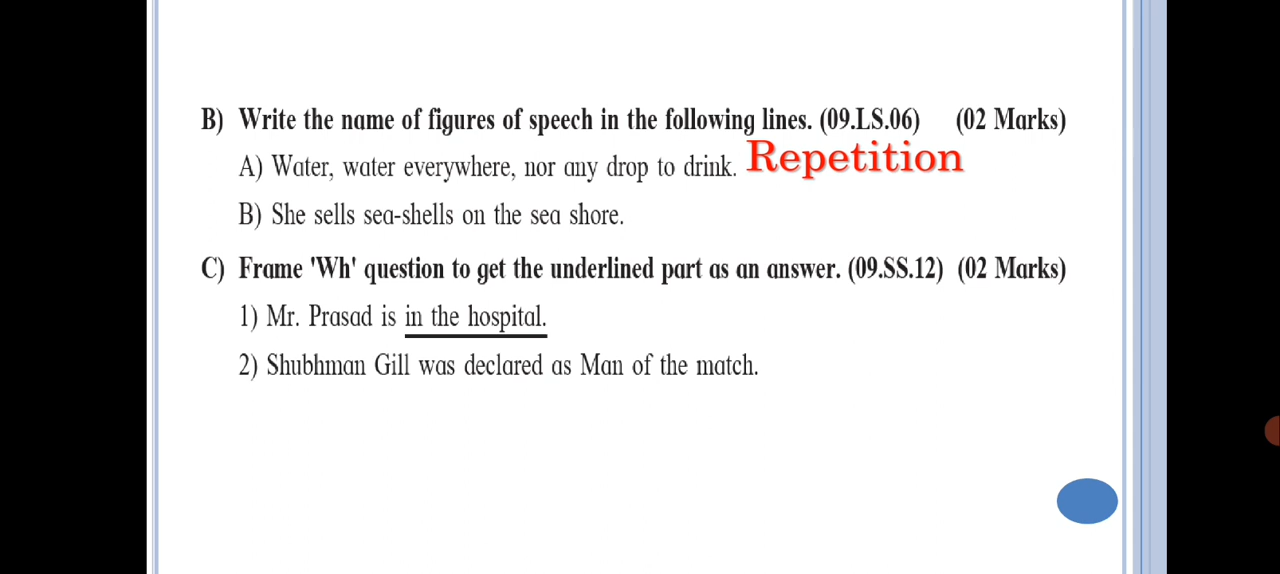 B) Write the name of figures of speech in the following lines. (09.LS.06) (02 Marks)
A) Water, water everywhere, nor any drop to drink. Repetition
B) She sells sea-shells on the sea shore.
C) Frame 'Wh' question to get the underlined part as an answer. (09.SS.12) (02 Marks)
1) Mr. Prasad is in the hospital.
2) Shubhman Gill was declared as Man of the match.